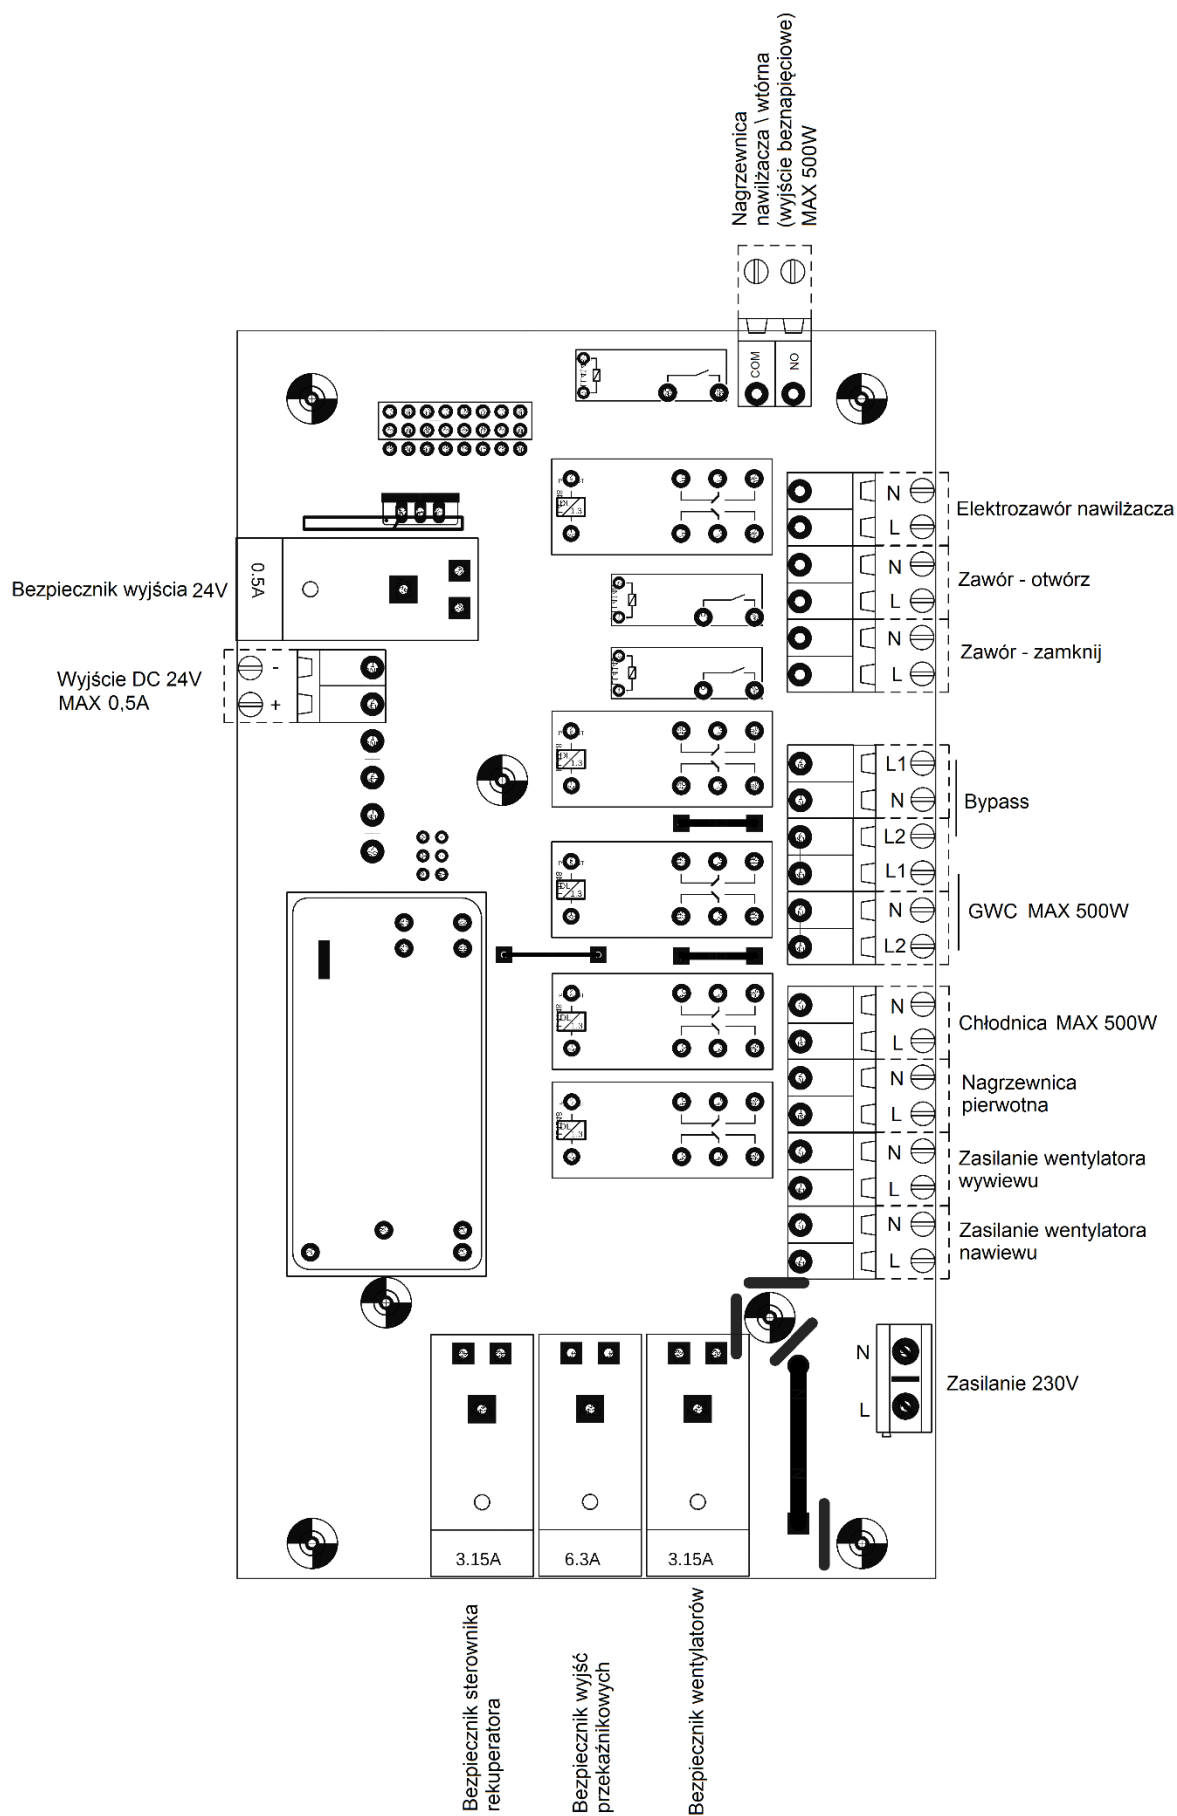 Nagrzewnica
nawilżacza \ wtórna
(wyjście beznapięciowe)
MAX 500W
COM
NO
N
L
Elektrozawór nawilżacza
N
L
Zawór - otwórz
N
L
Zawór - zamknij
0.5A
Bezpiecznik wyjścia 24V
Wyjście DC 24V
MAX 0,5A
-
+
L1
N
L2
Bypass
L1
N
L2
GWC MAX 500W
N
L
Chłodnica MAX 500W
N
L
Nagrzewnica
pierwotna
N
L
Zasilanie wentylatora
wywiewu
N
L
Zasilanie wentylatora
nawiewu
N
L
Zasilanie 230V
3.15A
6.3A
3.15A
Bezpiecznik sterownika
rekuperatora
Bezpiecznik wyjść
przekaźnikowych
Bezpiecznik wentylatorów